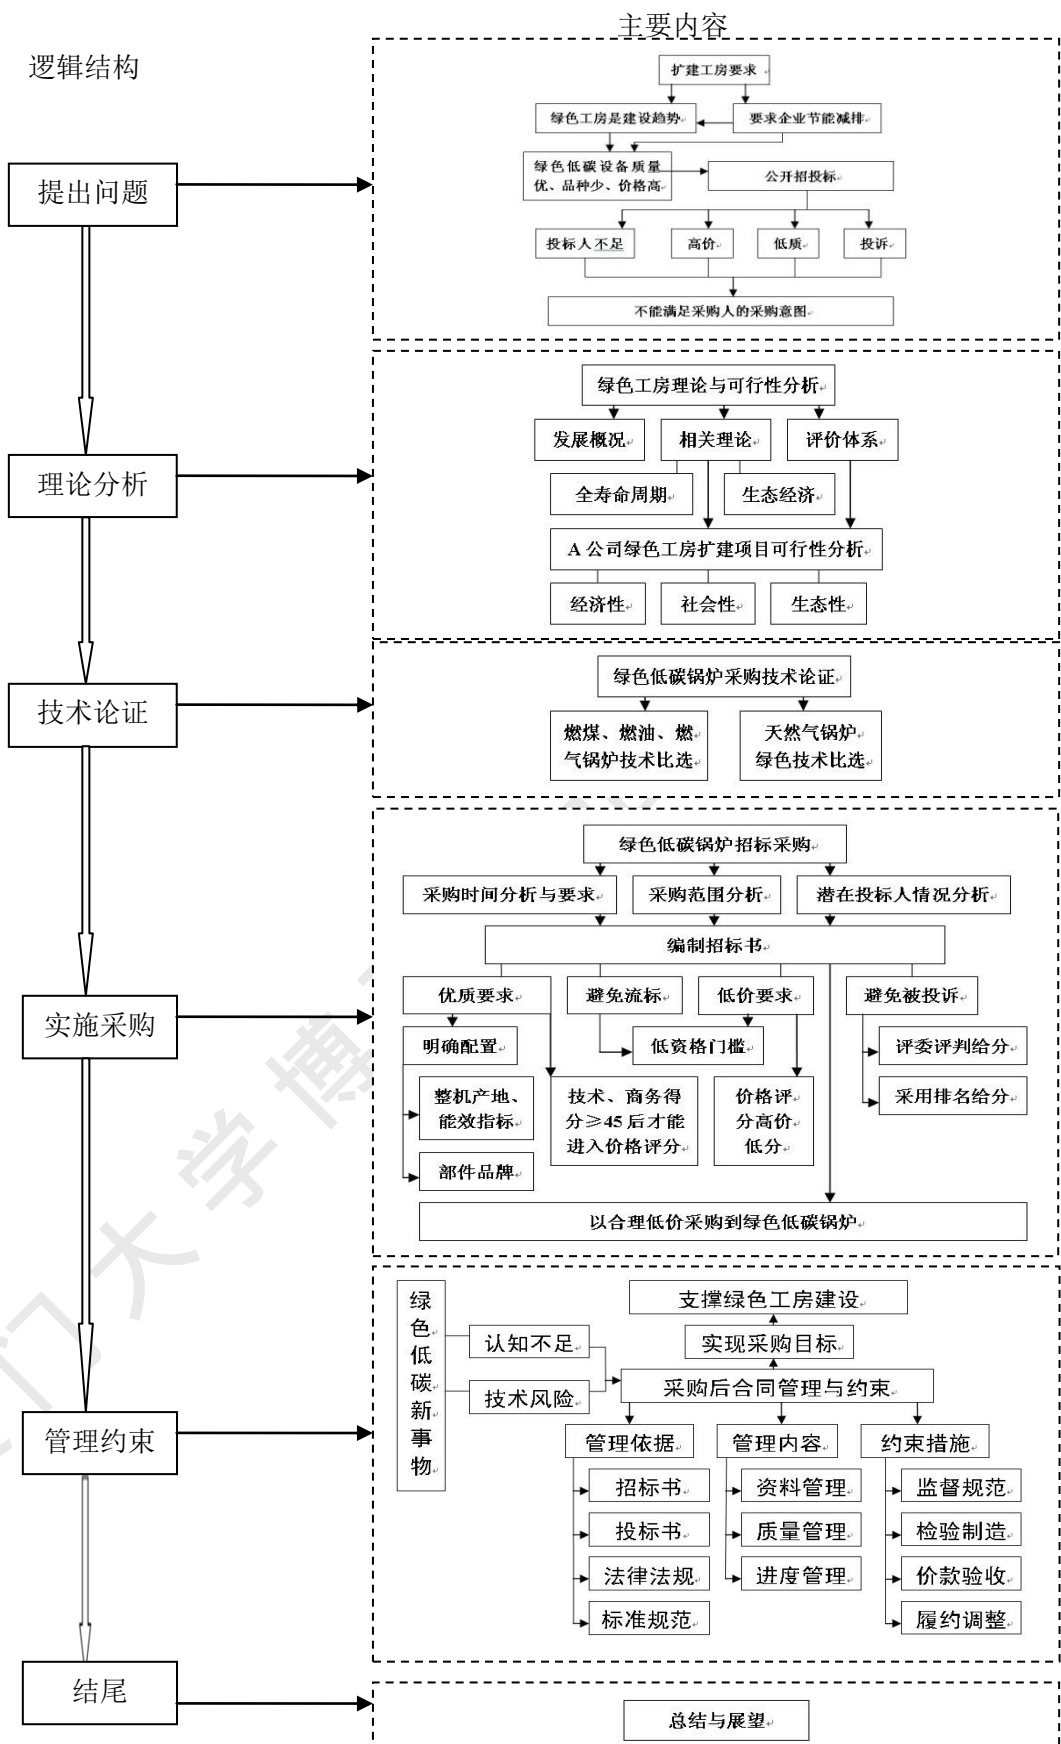 主要内容
逻辑结构
扩建工房要求
绿色工房是建设趋势
要求企业节能减排
提出问题
绿色低碳设备质量
优、品种少、价格高
公开招投标
投标人不足
高价
低质
投诉
不能满足采购人的采购意图
绿色工房理论与可行性分析
发展概况
相关理论
评价体系
理论分析
全寿命周期
生态经济
A 公司绿色工房扩建项目可行性分析
经济性
社会性
生态性
绿色低碳锅炉采购技术论证
技术论证
燃煤、燃油、燃
气锅炉技术比选
天然气锅炉
绿色技术比选
绿色低碳锅炉招标采购
采购时间分析与要求
采购范围分析
潜在投标人情况分析
编制招标书
实施采购
优质要求
避免流标
低价要求
避免被投诉
明确配置
低资格门槛
评委评判给分
整机产地、
能效指标
技术、商务得
分≥45 后才能
进入价格评分
价格评
分高价
低分
采用排名给分
部件品牌
以合理低价采购到绿色低碳锅炉
绿
色
低
碳
新
事
物
支撑绿色工房建设
认知不足
实现采购目标
技术风险
采购后合同管理与约束
管理约束
管理依据
管理内容
约束措施
招标书
资料管理
监督规范
投标书
质量管理
检验制造
法律法规
进度管理
价款验收
标准规范
履约调整
结尾
总结与展望
门大学博